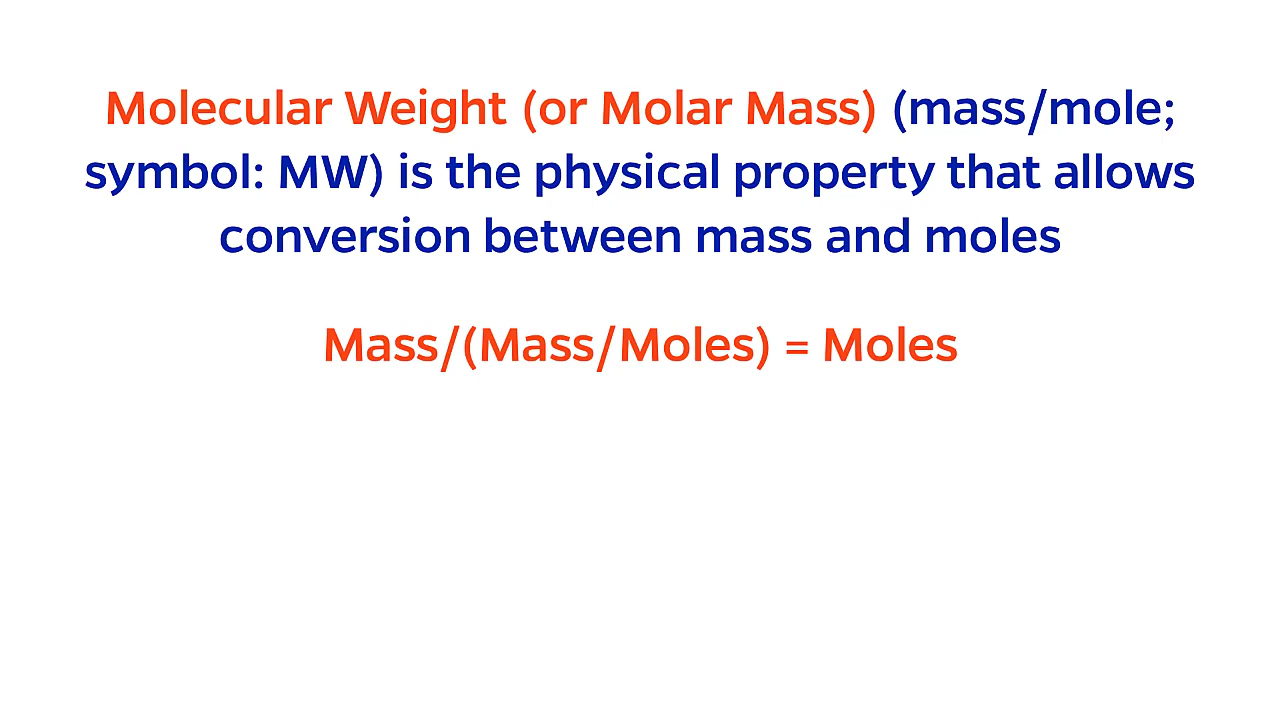 Molecular Weight (or Molar Mass) (mass/mole;
symbol: MW) is the physical property that allows
conversion between mass and moles
Mass/(Mass/Moles) = Moles